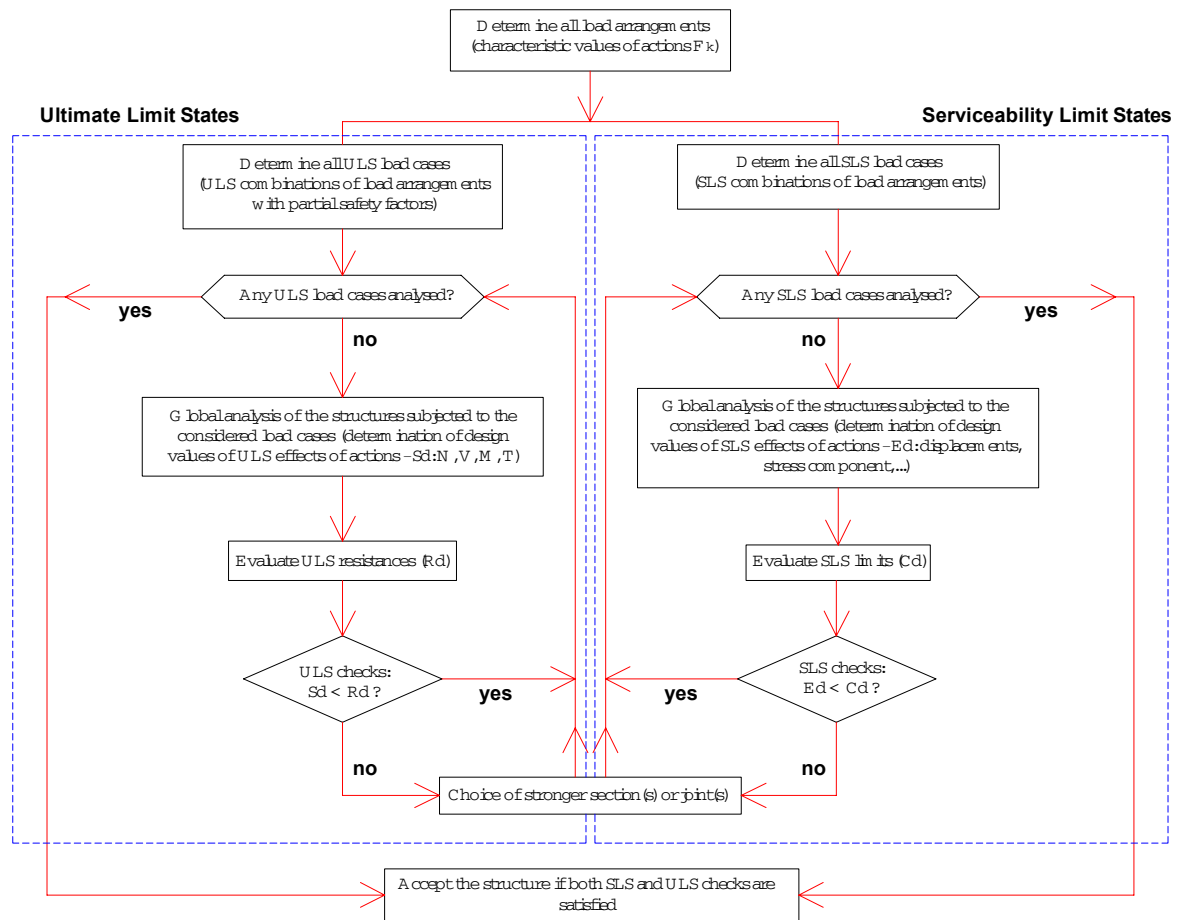 Determine all load arrangements
(characteristic values of actions Fk)
Ultimate Limit States
Serviceability Limit States
Determine all ULS load cases
(ULS combinations of load arrangements
with partial safety factors)
Determine all SLS load cases
(SLS combinations of load arrangements)
Any ULS load cases analysed?
Any SLS load cases analysed?
yes
yes
no
no
Global analysis of the structures subjected to the
considered load cases (determination of design
values of ULS effects of actions – Sd: N, V, M, T)
Global analysis of the structures subjected to the
considered load cases (determination of design
values of SLS effects of actions – Ed: displacements,
stress component,...)
Evaluate ULS resistances (Rd)
Evaluate SLS limits (Cd)
ULS checks:
Sd < Rd ?
SLS checks:
Ed < Cd ?
yes
yes
no
no
Choice of stronger section(s) or joint(s)
Accept the structure if both SLS and ULS checks are
satisfied